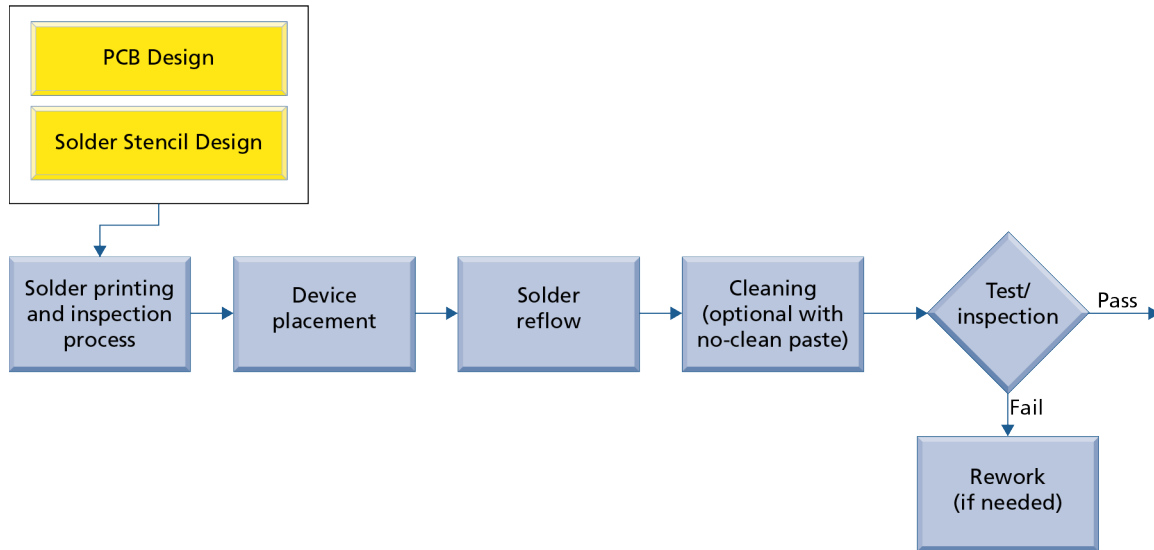 PCB Design
Solder Stencil Design
Solder printing
and inspection
process
Device
placement
Solder
reflow
Cleaning
(optional with
no-clean paste)
Test/
inspection
Pass
Fail
Rework
(if needed)